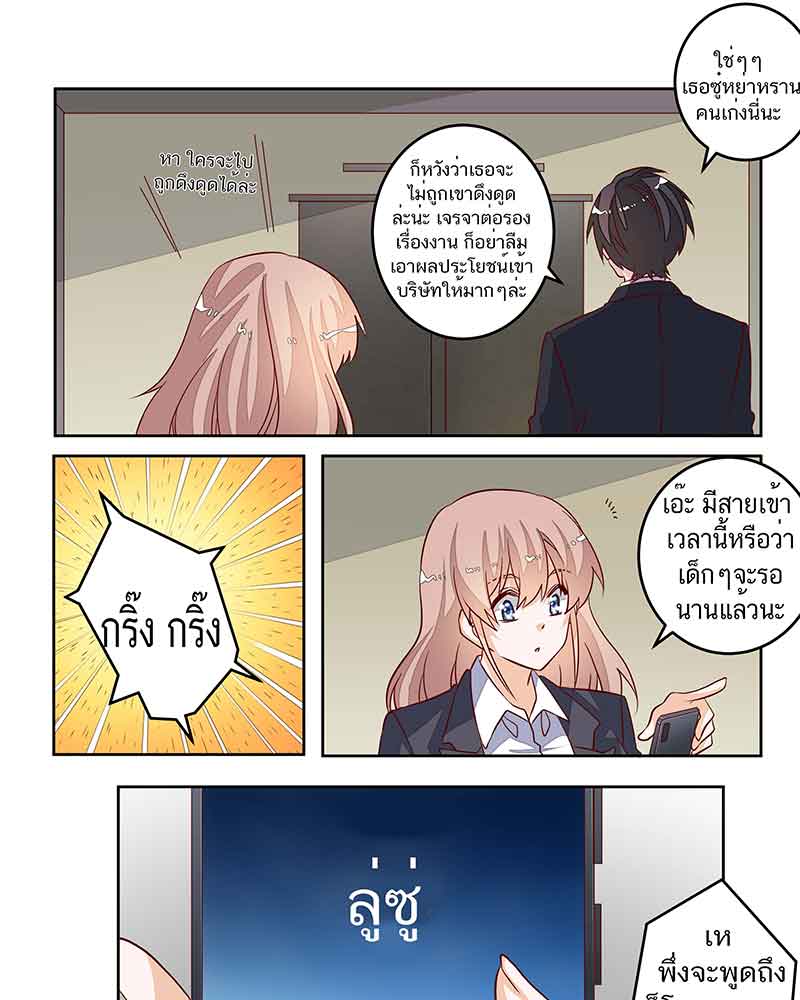 ใช่ๆๆ
เธอซู่หย่าหราน
คนเก่งนี่นะ
ก็หวังว่าเธอจะ
ไม่ถูกเขาดึงดูด
ล่ะน่ะ เจรจาต่อรอง
เรื่องงาน ก็อย่าลืม
เอาผลประโยชน์เข้า
บริษัทให้มากๆล่ะ
หา ใครจะไป
ถูกดึงดูดได้ล่ะ
กริ๊ง กริ๊ง
เอ๊ะ มีสายเข้า
เวลานี้หรือว่า
เด็กๆจะรอ
นานแล้วนะ
ลู่ซู่
เห
พึ่งจะพูดถึง